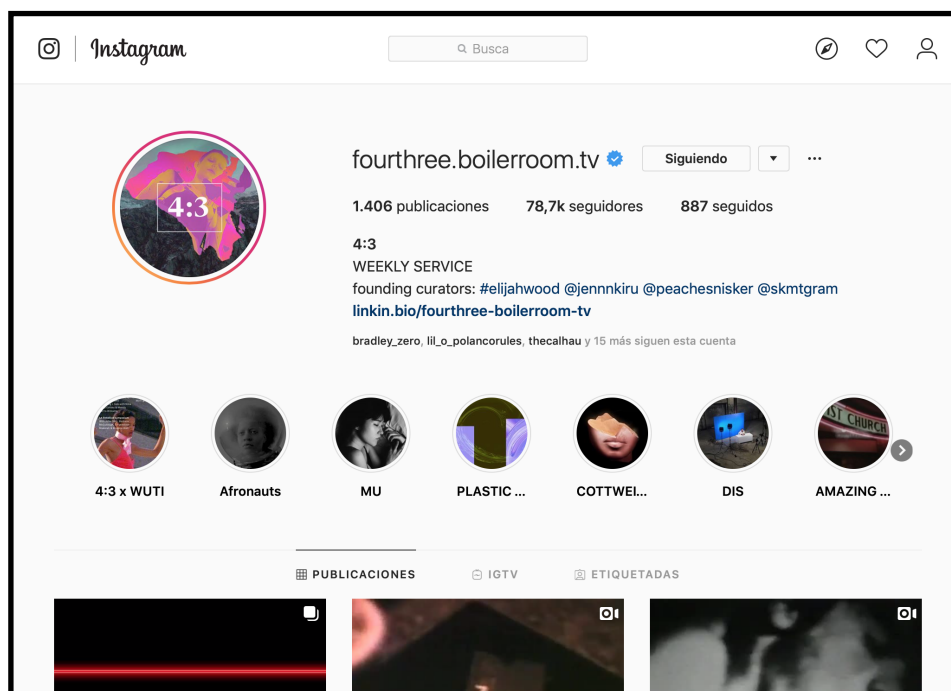 Instagram
Busca
fourthree.boilerroom.tv Siguiendo
1.406 publicaciones 78,7k seguidores 887 seguidos
4:3
4:3
WEEKLY SERVICE
founding curators: #elijahwood @jennnkiru @peachesnisker @skmtgram
linkin.bio/fourthree-boilerroom-tv
bradley_zero, lil_o_polancorules, thecalhau y 15 más siguen esta cuenta
IST CHURCH
4:3 x WUTI Afronauts MU PLASTIC ... COTTWEI... DIS AMAZING ...
PUBLICACIONES IGTV ETIQUETADAS